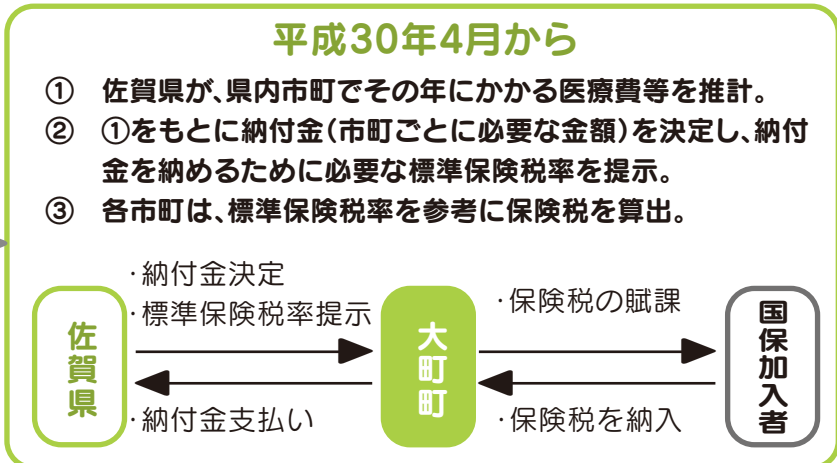 平成30年4月から
① 佐賀県が、県内市町でその年にかかる医療費等を推計。
② ①をもとに納付金(市町ごとに必要な金額)を決定し、納付
金を納めるために必要な標準保険税率を提示。
③ 各市町は、標準保険税率を参考に保険税を算出。
・納付金決定
・標準保険税率提示
・保険税の賦課
佐賀県
大町町
国保加入者
・納付金支払い
・保険税を納入